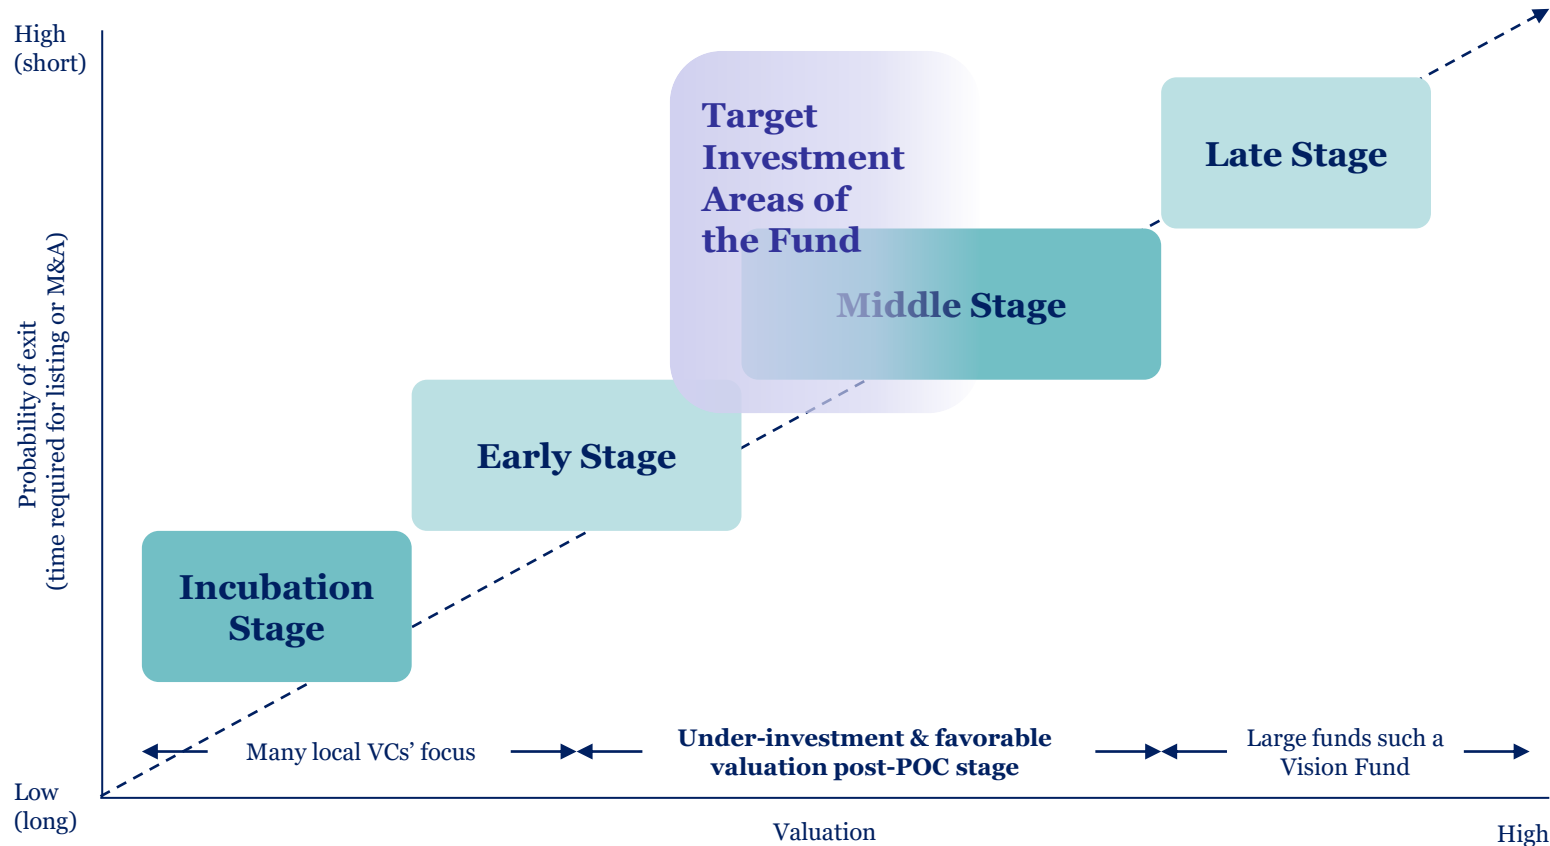 High
(short)
Target
Investment
Areas of
the Fund
Late Stage
Middle Stage
Probability of exit
(time required for listing or M&A)
Early Stage
Incubation
Stage
Many local VCs’ focus
Under-investment & favorable
valuation post-POC stage
Large funds such a
Vision Fund
Low
(long)
Valuation
High